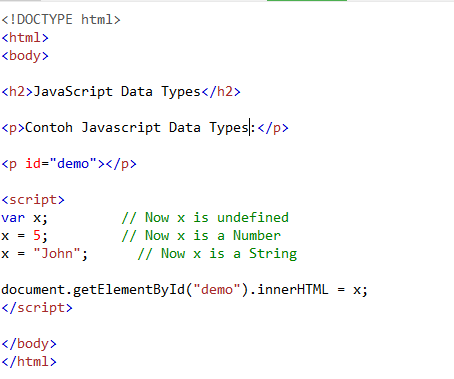 <!DOCTYPE html>
<html>
<body>
<h2>JavaScript Data Types</h2>
<p>Contoh Javascript Data Types:</p>
<p id="demo"></p>
<script>
var x;         // Now x is undefined
x = 5;         // Now x is a Number
x = "John";      // Now x is a String
document.getElementById("demo").innerHTML = x;
</script>
</body>
</html>